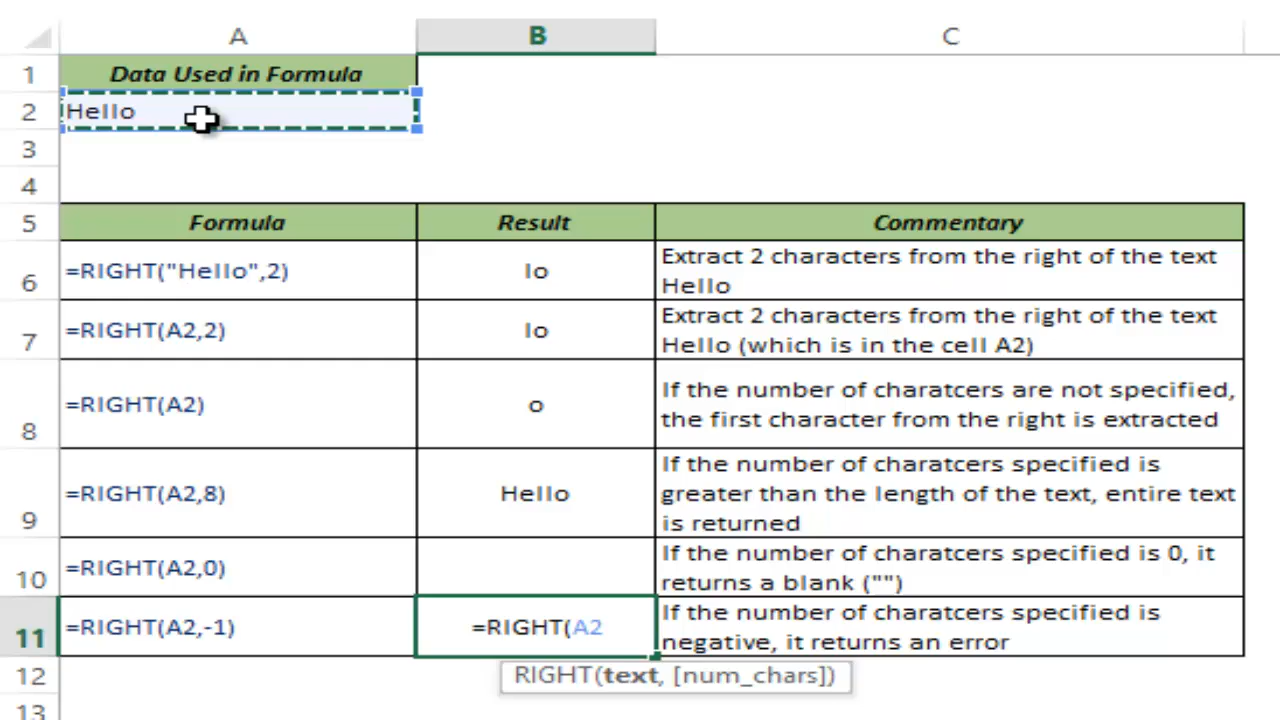 A B C
1 Data Used in Formula
2 Hello
3
4
5 Formula Result Commentary
6 =RIGHT("Hello",2) lo Extract 2 characters from the right of the text
Hello
7 =RIGHT(A2,2) lo Extract 2 characters from the right of the text
Hello (which is in the cell A2)
8 =RIGHT(A2) o If the number of charatcers are not specified,
the first character from the right is extracted
9 =RIGHT(A2,8) Hello If the number of charatcers specified is
greater than the length of the text, entire text
is returned
10 =RIGHT(A2,0) If the number of charatcers specified is 0, it
returns a blank ("")
11 =RIGHT(A2,-1) =RIGHT(A2 If the number of charatcers specified is
negative, it returns an error
12 RIGHT(text, [num_chars])
13